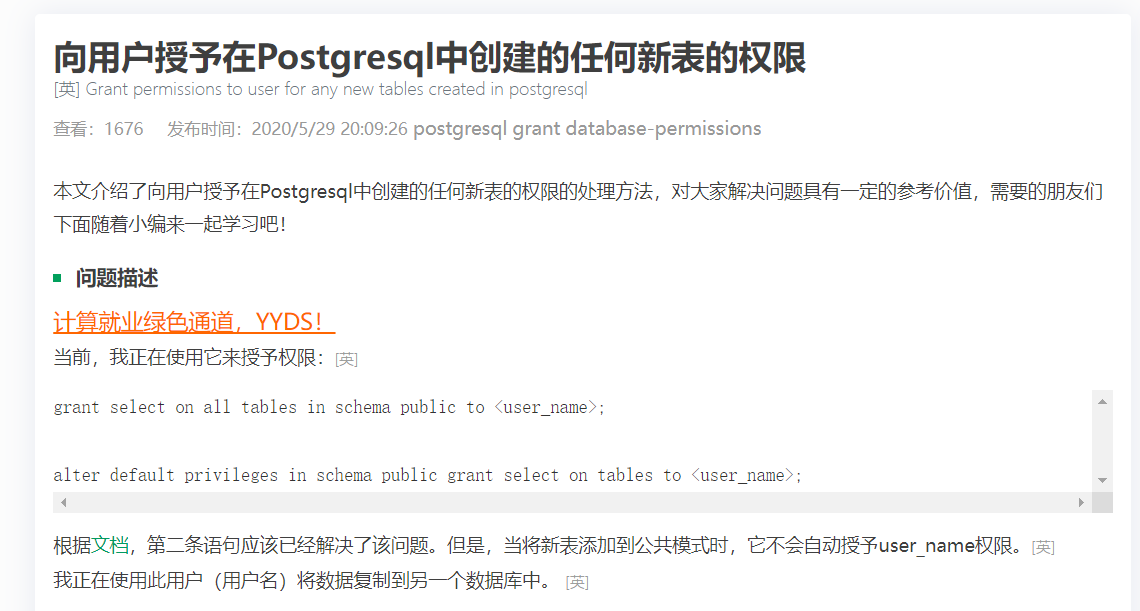 向用户授予在Postgresql中创建的任何新表的权限
[英] Grant permissions to user for any new tables created in postgresql
查看：1676 发布时间：2020/5/29 20:09:26 postgresql grant database-permissions
本文介绍了向用户授予在Postgresql中创建的任何新表的权限的处理方法，对大家解决问题具有一定的参考价值，需要的朋友们
下面随着小编来一起学习吧！
问题描述
计算就业绿色通道，YYDS！
当前，我正在使用它来授予权限：[英]
grant select on all tables in schema public to <user_name>;
alter default privileges in schema public grant select on tables to <user_name>;
根据文档，第二条语句应该已经解决了该问题。但是，当将新表添加到公共模式时，它不会自动授予user_name权限。[英]
我正在使用此用户（用户名）将数据复制到另一个数据库中。 [英]